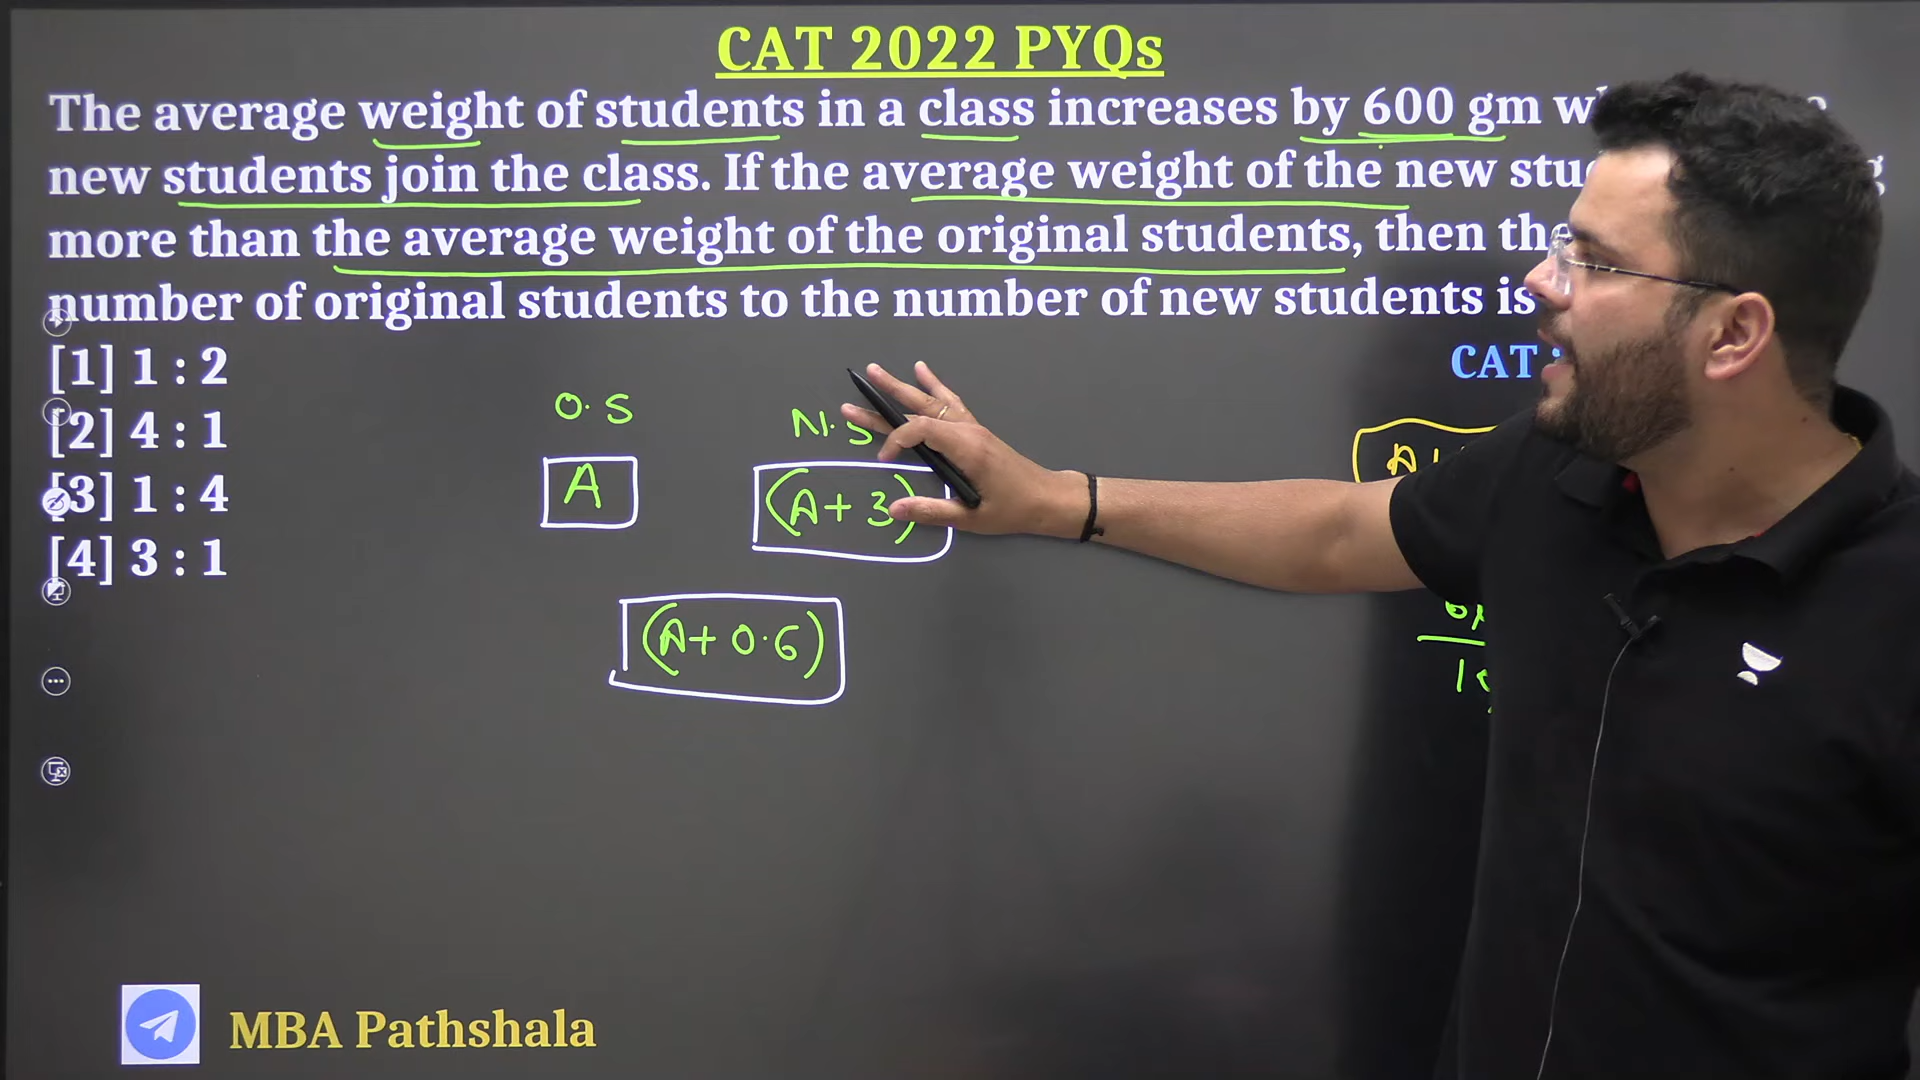 CAT 2022 PYQs
The average weight of students in a class increases by 600 gm
new students join the class. If the average weight of the new
more than the average weight of the original students, then the
number of original students to the number of new students is
[1] 1 : 2
[2] 4 : 1
[3] 1 : 4
[4] 3 : 1
CAT :
O.S
N.S
A
(A+ 3)
(A+ 0.6)
MBA Pathshala